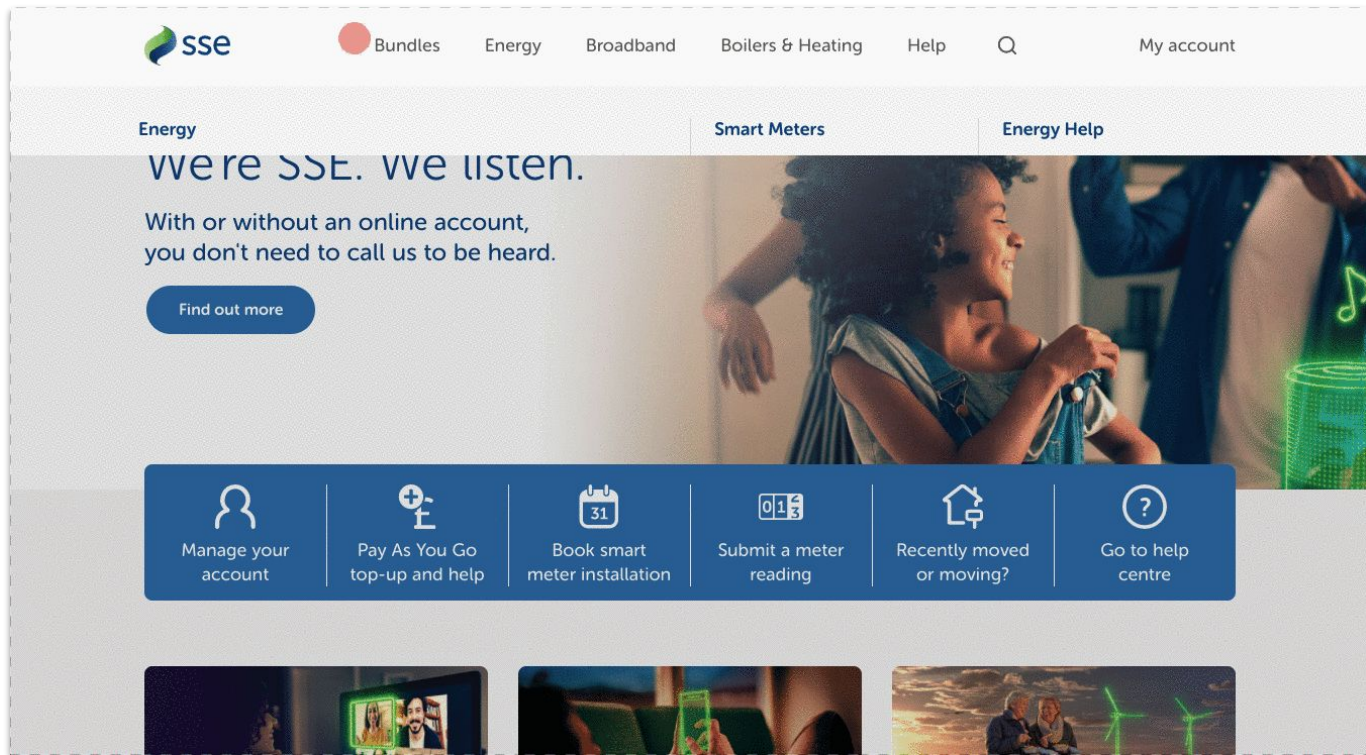 sse
Bundles Energy Broadband Boilers & Heating Help My account
Energy Smart Meters Energy Help
We're SSE. We listen.
With or without an online account,
you don't need to call us to be heard.
Find out more
31
013
2
?
Manage your
account
Pay As You Go
top-up and help
Book smart
meter installation
Submit a meter
reading
Recently moved
or moving?
Go to help
centre